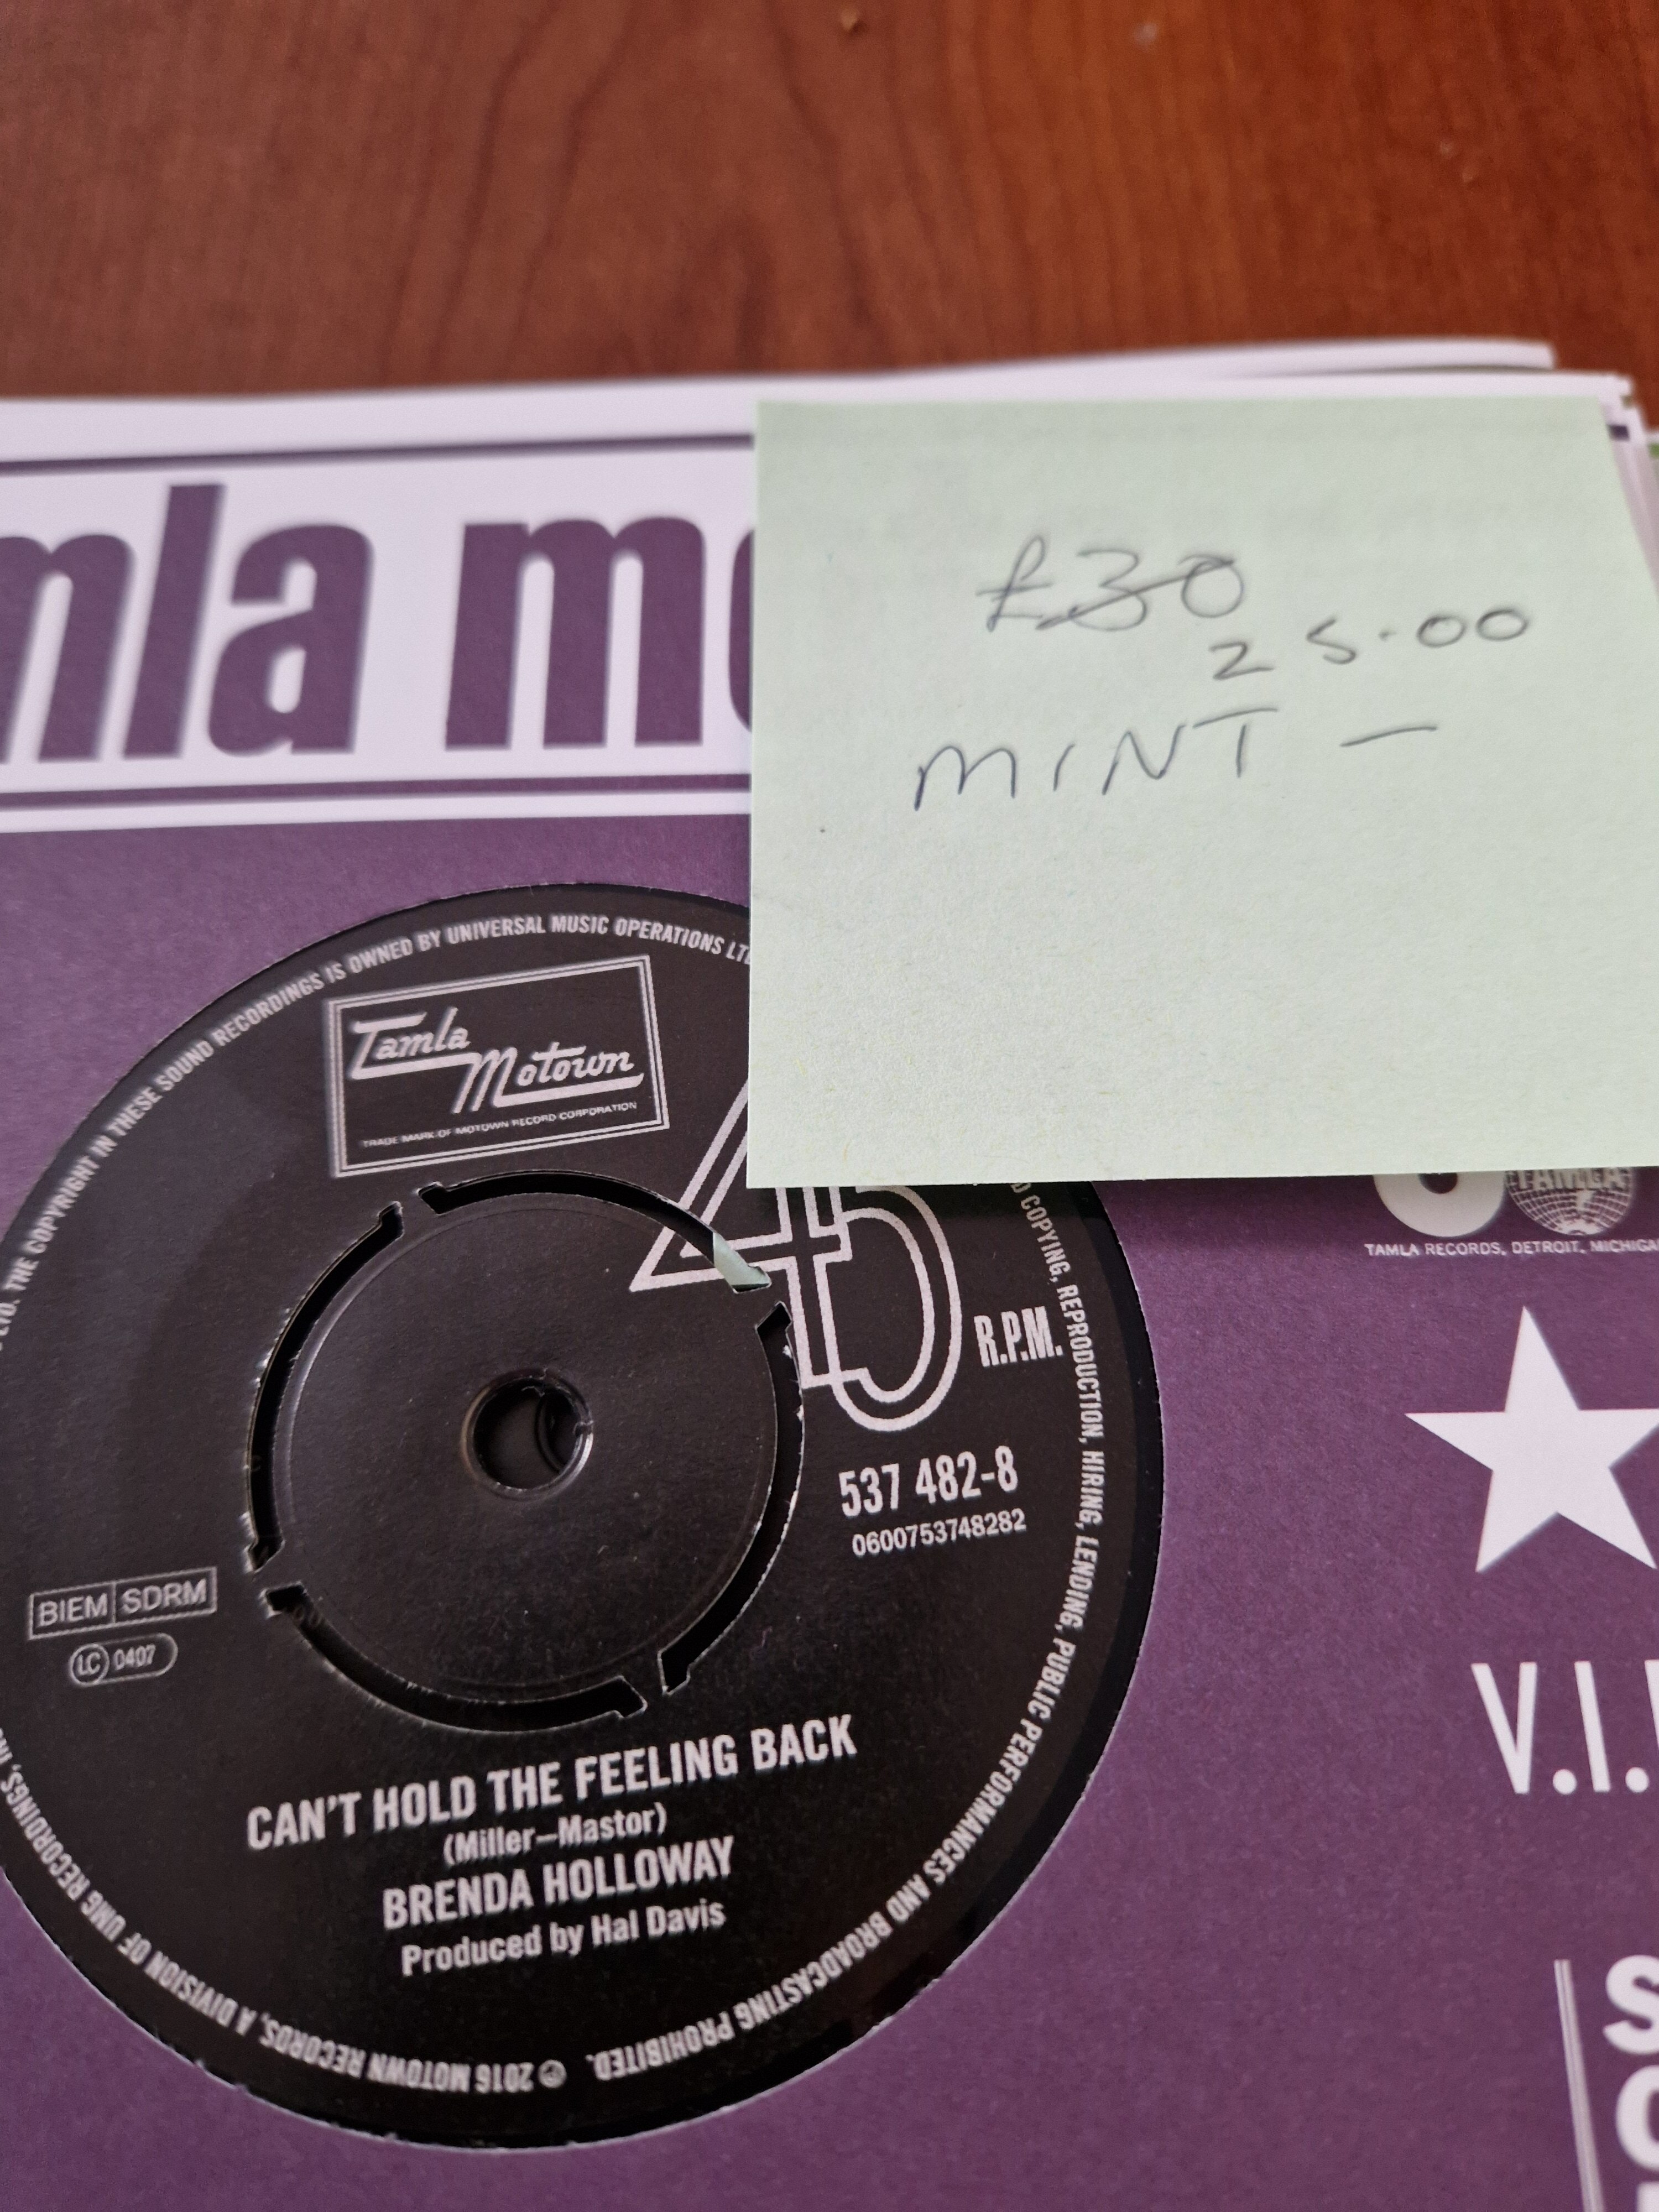 mla mo
£30
25.00
MINT -
LTD. THE COPYRIGHT IN THESE SOUND RECORDINGS IS OWNED BY UNIVERSAL MUSIC OPERATIONS LTD
Tamla
Motown
TRADE MARK OF MOTOWN RECORD CORPORATION
TAMLA
TAMLA RECORDS, DETROIT, MICHIGA
45
R.P.M.
COPYING, REPRODUCTION, HIRING, LENDING, PUBLIC PERFORMANCES AND BROADCASTING PROHIBITED.
537 482-8
0600753748282
BIEM SDRM
LC 0407
V.I.
CAN'T HOLD THE FEELING BACK
(Miller–Mastor)
BRENDA HOLLOWAY
Produced by Hal Davis
℗ 2016 MOTOWN RECORDS, A DIVISION OF UMG RECORDINGS, IN
S